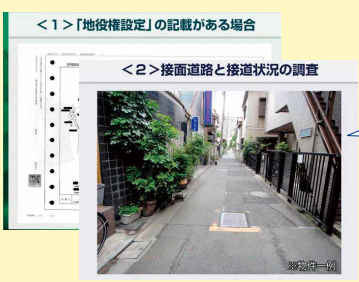 ＜1＞「地役権設定」の記載がある場合
＜2＞接面道路と接道状況の調査
※物件一例